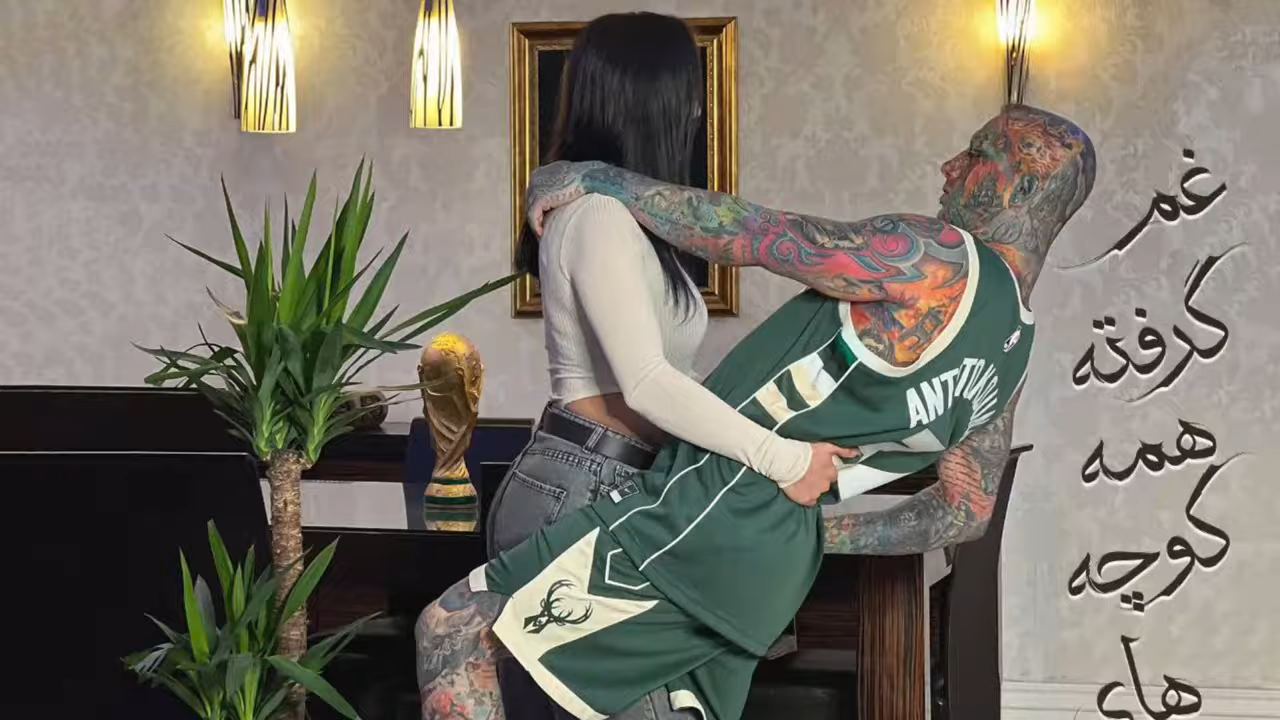 غم
گرفته
همه
کوچه
های